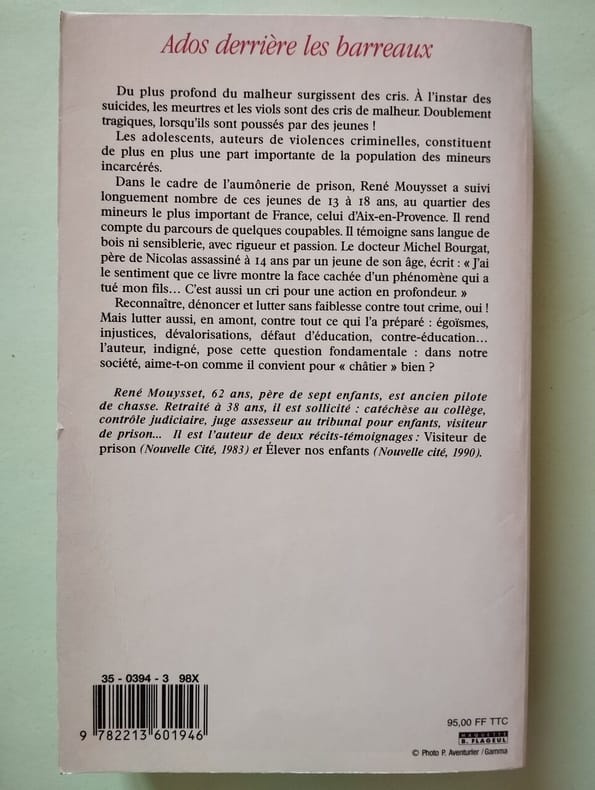 Ados derrière les barreaux
Du plus profond du malheur surgissent des cris. À l'instar des
suicides, les meurtres et les viols sont des cris de malheur. Doublement
tragiques, lorsqu'ils sont poussés par des jeunes !
Les adolescents, auteurs de violences criminelles, constituent
de plus en plus une part importante de la population des mineurs
incarcérés.
Dans le cadre de l'aumônerie de prison, René Mouysset a suivi
longuement nombre de ces jeunes de 13 à 18 ans, au quartier des
mineurs le plus important de France, celui d'Aix-en-Provence. Il rend
compte du parcours de quelques coupables. Il témoigne sans langue de
bois ni sensiblerie, avec rigueur et passion. Le docteur Michel Bourgat,
père de Nicolas assassiné à 14 ans par un jeune de son âge, écrit : « J'ai
le sentiment que ce livre montre la face cachée d'un phénomène qui a
tué mon fils... C'est aussi un cri pour une action en profondeur. »
Reconnaître, dénoncer et lutter sans faiblesse contre tout crime, oui !
Mais lutter aussi, en amont, contre tout ce qui l'a préparé : égoïsmes,
injustices, dévalorisations, défaut d'éducation, contre-éducation...
l'auteur, indigné, pose cette question fondamentale : dans notre
société, aime-t-on comme il convient pour « châtier » bien ?
René Mouysset, 62 ans, père de sept enfants, est ancien pilote
de chasse. Retraité à 38 ans, il est sollicité : catéchèse au collège,
contrôle judiciaire, juge assesseur au tribunal pour enfants, visiteur
de prison... Il est l'auteur de deux récits-témoignages : Visiteur de
prison (Nouvelle Cité, 1983) et Élever nos enfants (Nouvelle cité, 1990).
35 - 0394 - 3 98X
9 782213 601946
95,00 FF TTC
MAQUETTE
B. FLAGEUL
© Photo P. Aventurier /Gamma